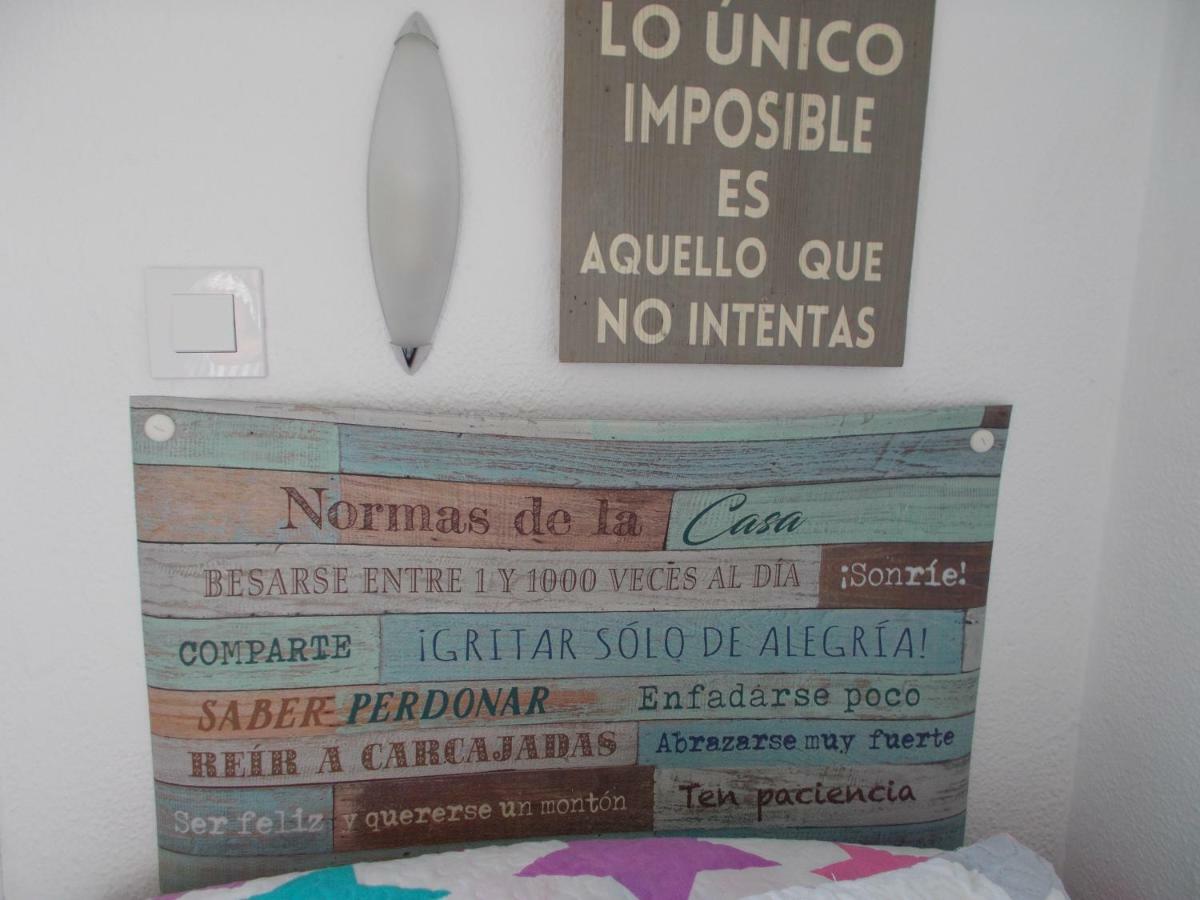 LO ÚNICO
IMPOSIBLE
ES
AQUELLO QUE
NO INTENTAS
Normas de la Casa
BESARSE ENTRE 1 Y 1000 VECES AL DÍA ¡Sonríe!
COMPARTE ¡GRITAR SÓLO DE ALEGRÍA!
SABER PERDONAR Enfadarse poco
REÍR A CARCAJADAS Abrazarse muy fuerte
Ser feliz y quererse un montón Ten paciencia